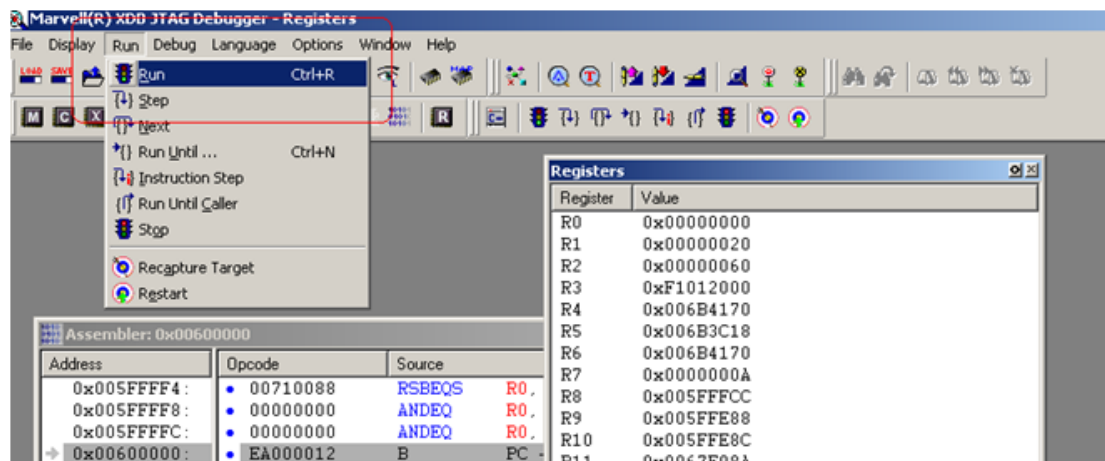 Marvell(R) XDB JTAG Debugger - Registers
File Display Run Debug Language Options Window Help
LOAD SAVE
Run Ctrl+R
Step
Next
Run Until ... Ctrl+N
Instruction Step
Run Until Caller
Stop
Recapture Target
Restart
M C X R
Registers
Register Value
R0 0x00000000
R1 0x00000020
R2 0x00000060
R3 0xF1012000
R4 0x006B4170
R5 0x006B3C18
R6 0x006B4170
R7 0x0000000A
R8 0x005FFFCC
R9 0x005FFE88
R10 0x005FFE8C
Assembler: 0x00600000
Address Opcode Source
0x005FFFF4: 00710088 RSBEQS R0,
0x005FFFF8: 00000000 ANDEQ R0,
0x005FFFFC: 00000000 ANDEQ R0,
0x00600000: EA000012 B PC -